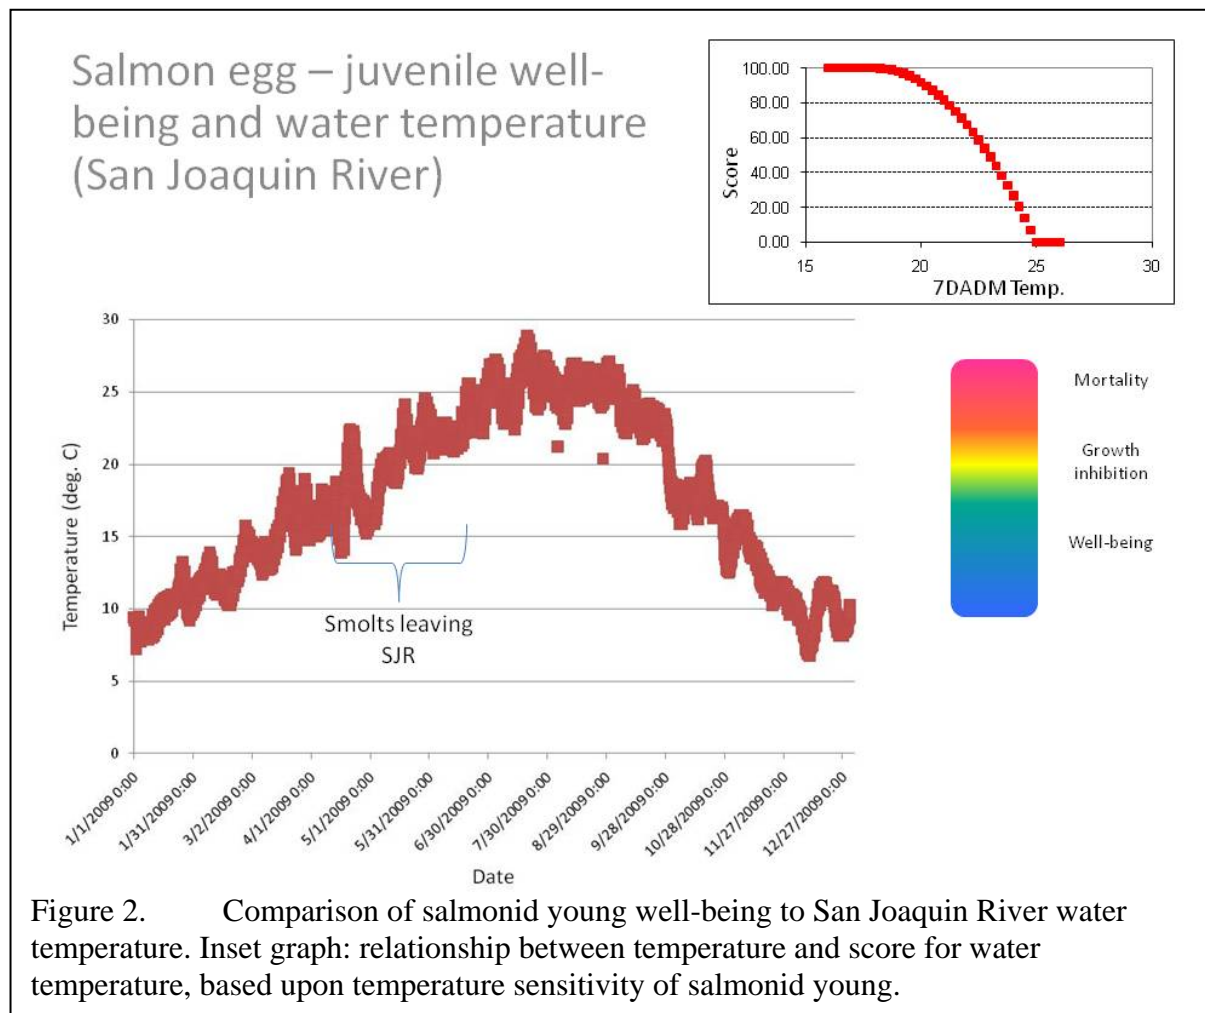 Salmon egg – juvenile well-
being and water temperature
(San Joaquin River)
100.00
80.00
60.00
40.00
20.00
0.00
Score
15
20
25
30
7DADM Temp.
30
25
20
15
10
5
0
Temperature (deg. C)
Smolts leaving
SJR
Mortality
Growth
inhibition
Well-being
1/1/2009 0:00
1/31/2009 0:00
3/2/2009 0:00
4/1/2009 0:00
5/1/2009 0:00
5/31/2009 0:00
6/30/2009 0:00
7/30/2009 0:00
8/29/2009 0:00
9/28/2009 0:00
10/28/2009 0:00
11/27/2009 0:00
12/27/2009 0:00
Date
Figure 2. Comparison of salmonid young well-being to San Joaquin River water
temperature. Inset graph: relationship between temperature and score for water
temperature, based upon temperature sensitivity of salmonid young.